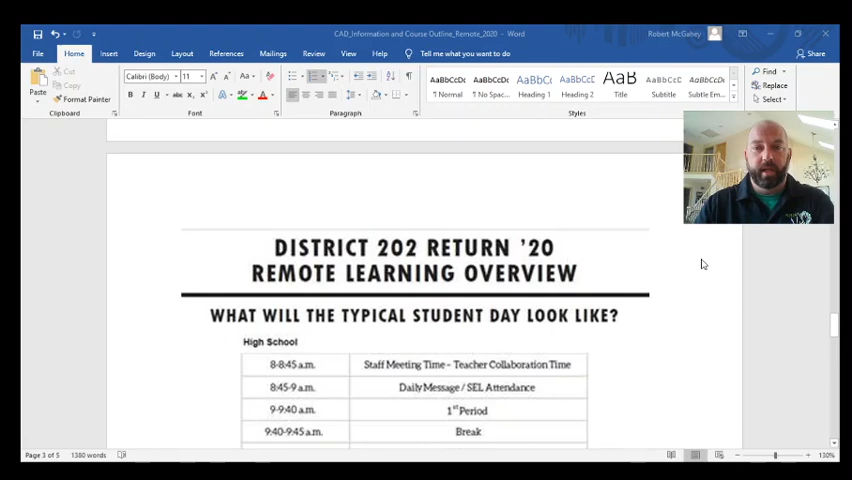 CAD_Information and Course Outline_Remote_2020 - Word
Robert McGahey
File Home Insert Design Layout References Mailings Review View Help Tell me what you want to do Share
Paste
Cut
Copy
Format Painter
Clipboard
Calibri (Body) 11
Font
Paragraph
AaBbCcDc AaBbCcDc AaBbCc AaBbCcD AaB AaBbCcD AaBbCcDc
¶ Normal ¶ No Spac... Heading 1 Heading 2 Title Subtitle Subtle Em...
Styles
Find
Replace
Select
DISTRICT 202 RETURN ’20
REMOTE LEARNING OVERVIEW
WHAT WILL THE TYPICAL STUDENT DAY LOOK LIKE?
High School
8-8:45 a.m. Staff Meeting Time – Teacher Collaboration Time
8:45-9 a.m. Daily Message / SEL Attendance
9-9:40 a.m. 1st Period
9:40-9:45 a.m. Break
Page 3 of 5 1380 words
130%